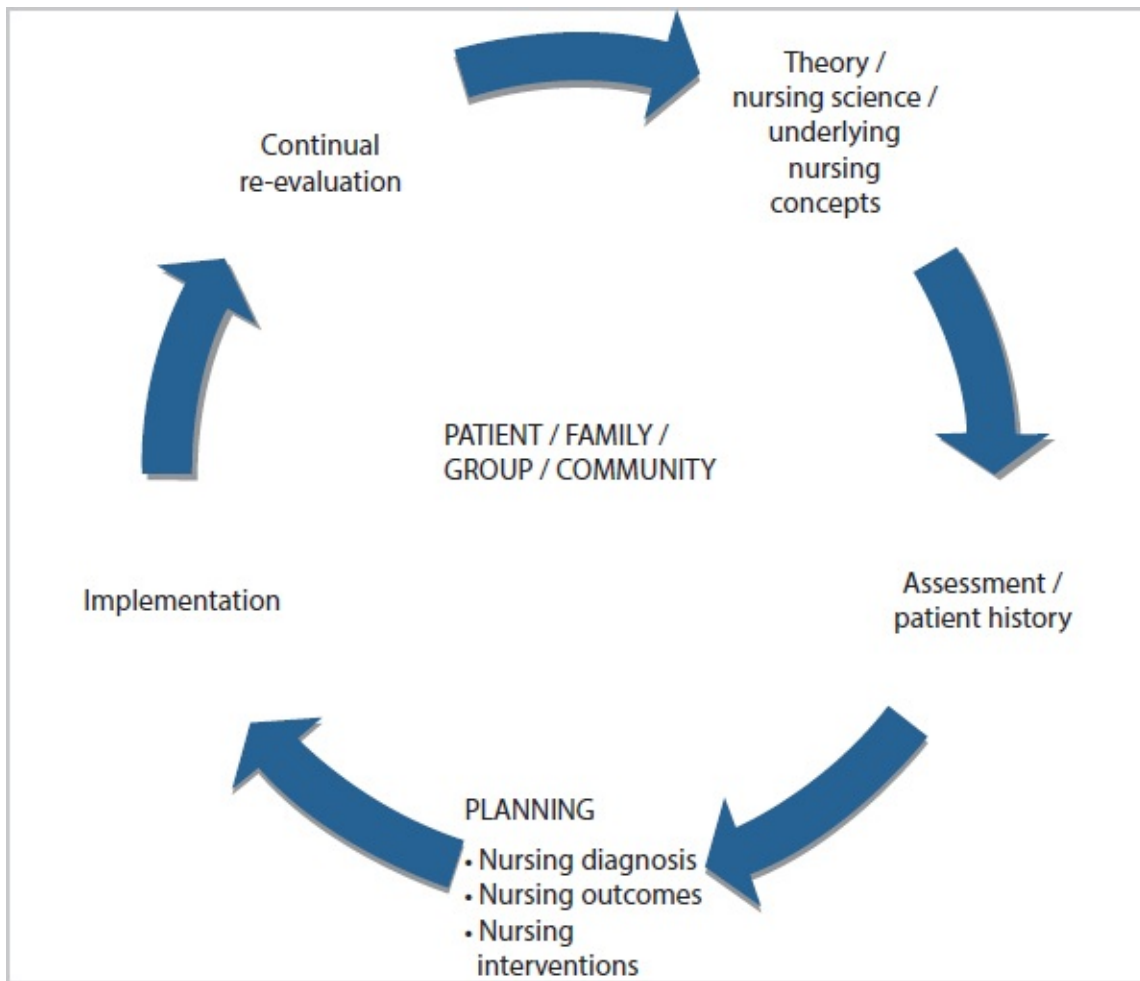 Theory /
nursing science /
underlying
nursing
concepts
Assessment /
patient history
PLANNING
• Nursing diagnosis
• Nursing outcomes
• Nursing
interventions
Implementation
Continual
re-evaluation
PATIENT / FAMILY /
GROUP / COMMUNITY